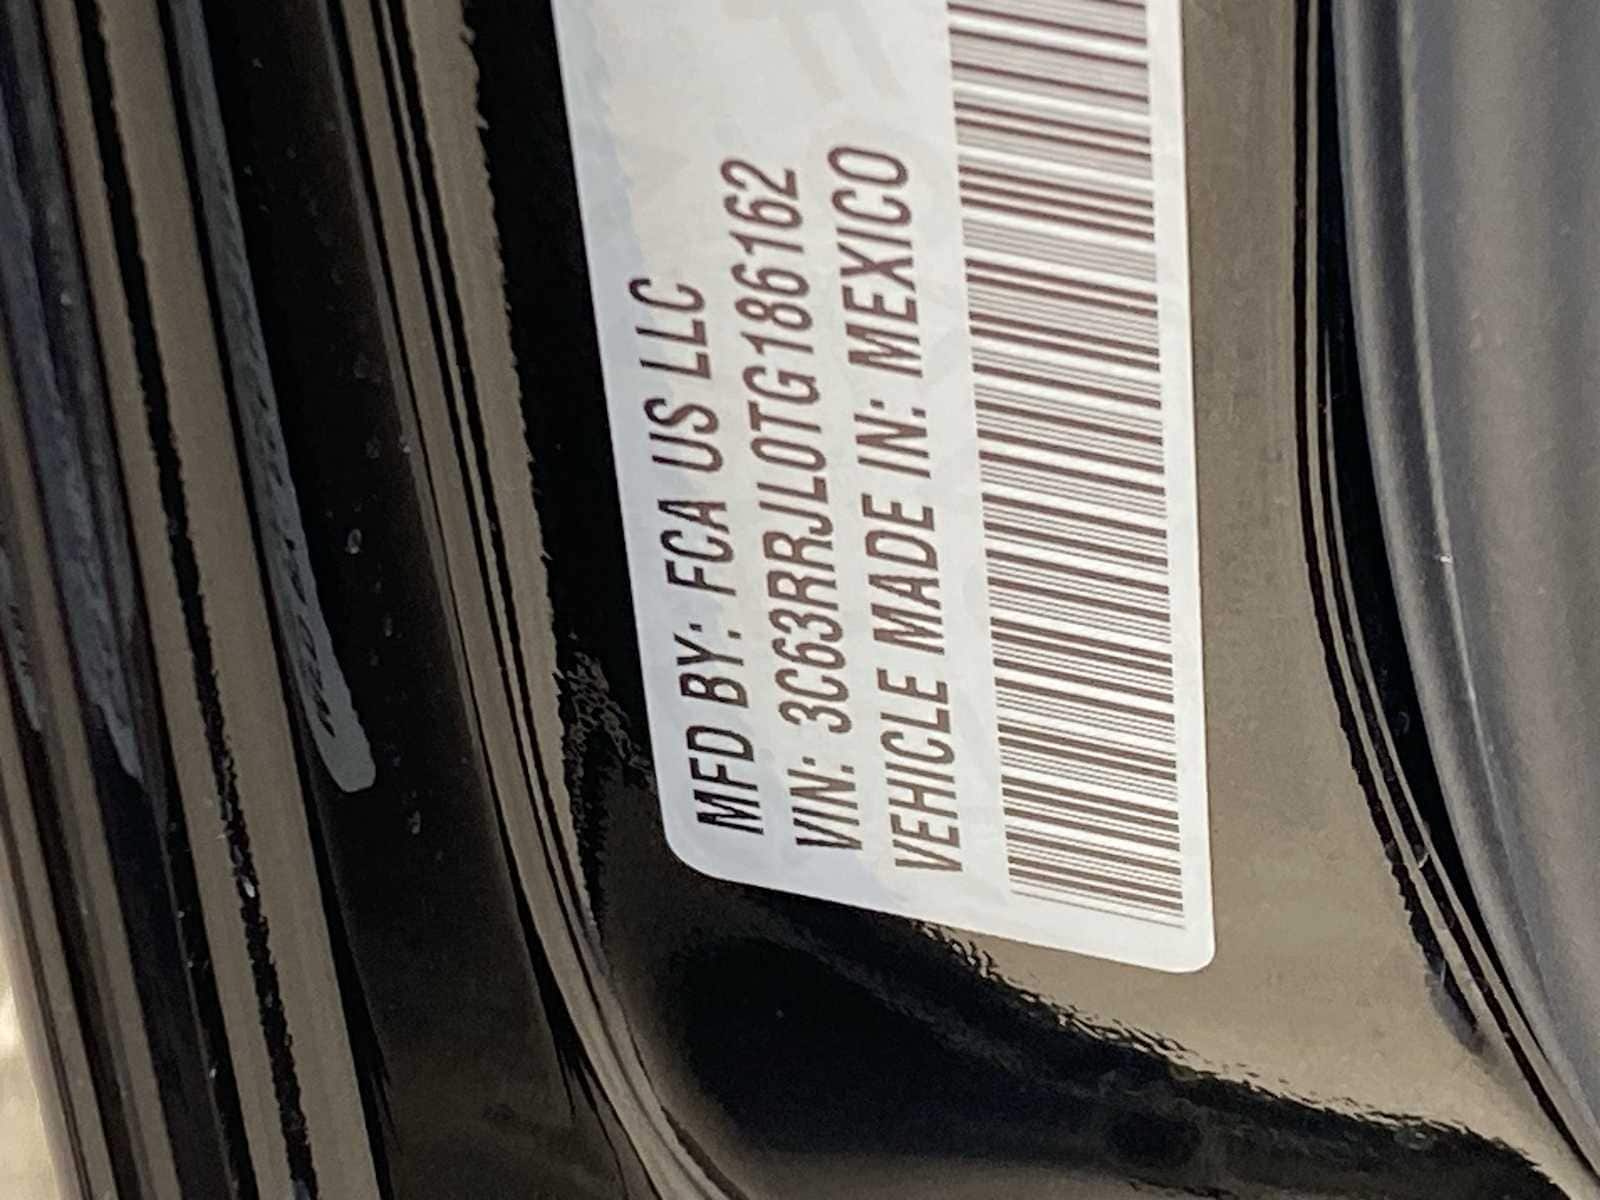 MFD BY: FCA US LLC
VIN: 3C63RRJL0TG186162
VEHICLE MADE IN: MEXICO